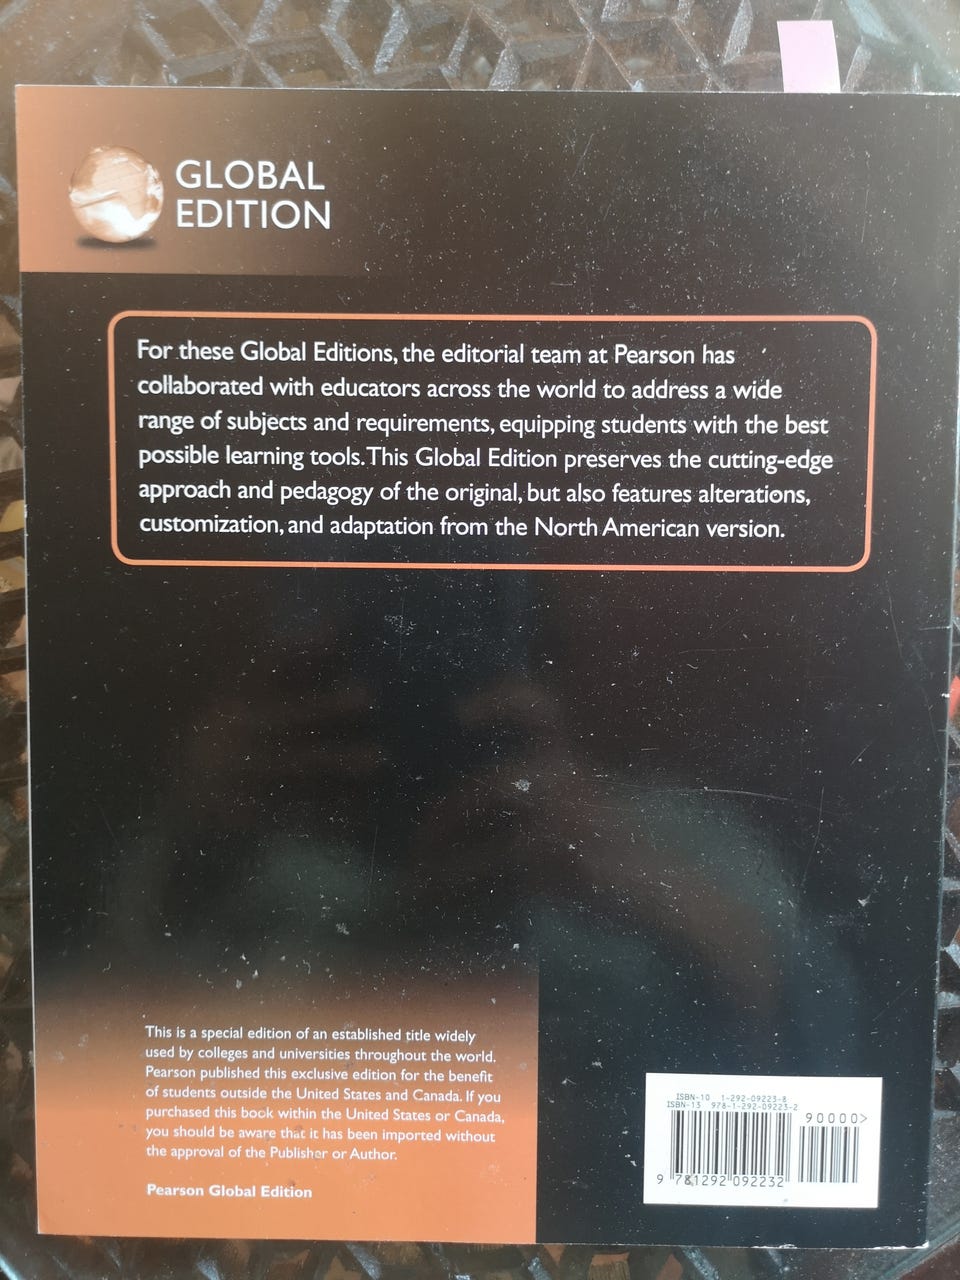 GLOBAL
EDITION
For these Global Editions, the editorial team at Pearson has
collaborated with educators across the world to address a wide
range of subjects and requirements, equipping students with the best
possible learning tools. This Global Edition preserves the cutting-edge
approach and pedagogy of the original, but also features alterations,
customization, and adaptation from the North American version.
This is a special edition of an established title widely
used by colleges and universities throughout the world.
Pearson published this exclusive edition for the benefit
of students outside the United States and Canada. If you
purchased this book within the United States or Canada,
you should be aware that it has been imported without
the approval of the Publisher or Author.
Pearson Global Edition
ISBN-10 1-292-09223-8
ISBN-13 978-1-292-09223-2
90000>
9 781292 092232